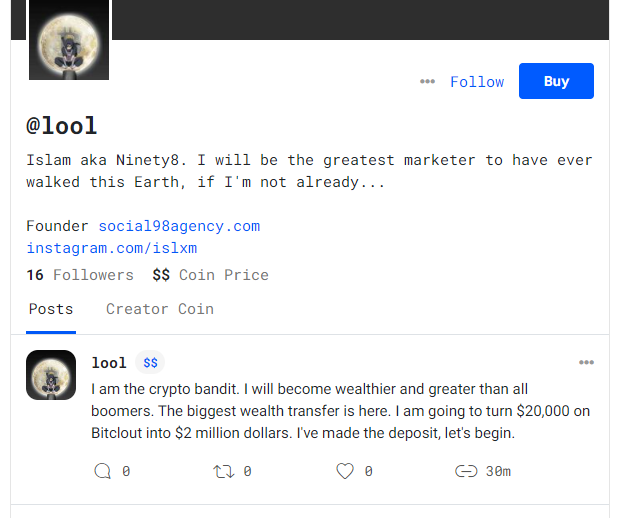 Follow Buy
@lool
Islam aka Ninety8. I will be the greatest marketer to have ever
walked this Earth, if I'm not already...
Founder social98agency.com
instagram.com/islxm
16 Followers $$ Coin Price
Posts Creator Coin
lool $$
I am the crypto bandit. I will become wealthier and greater than all
boomers. The biggest wealth transfer is here. I am going to turn $20,000 on
Bitclout into $2 million dollars. I've made the deposit, let's begin.
0 0 0 30m